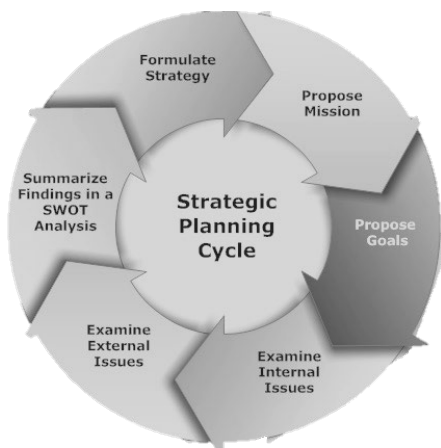 Formulate
Strategy
Propose
Mission
Propose
Goals
Examine
Internal
Issues
Examine
External
Issues
Summarize
Findings in a
SWOT
Analysis
Strategic
Planning
Cycle